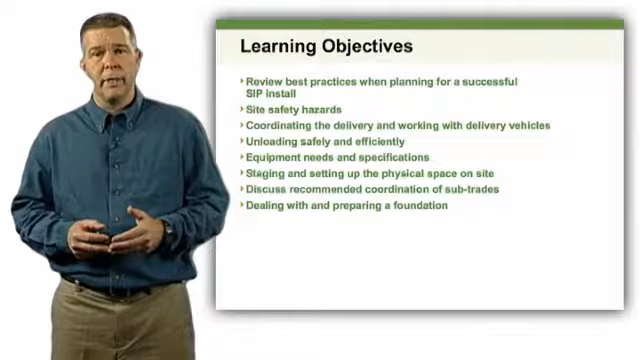 Learning Objectives
Review best practices when planning for a successful
SIP install
Site safety hazards
Coordinating the delivery and working with delivery vehicles
Unloading safely and efficiently
Equipment needs and specifications
Staging and setting up the physical space on site
Discuss recommended coordination of sub-trades
Dealing with and preparing a foundation